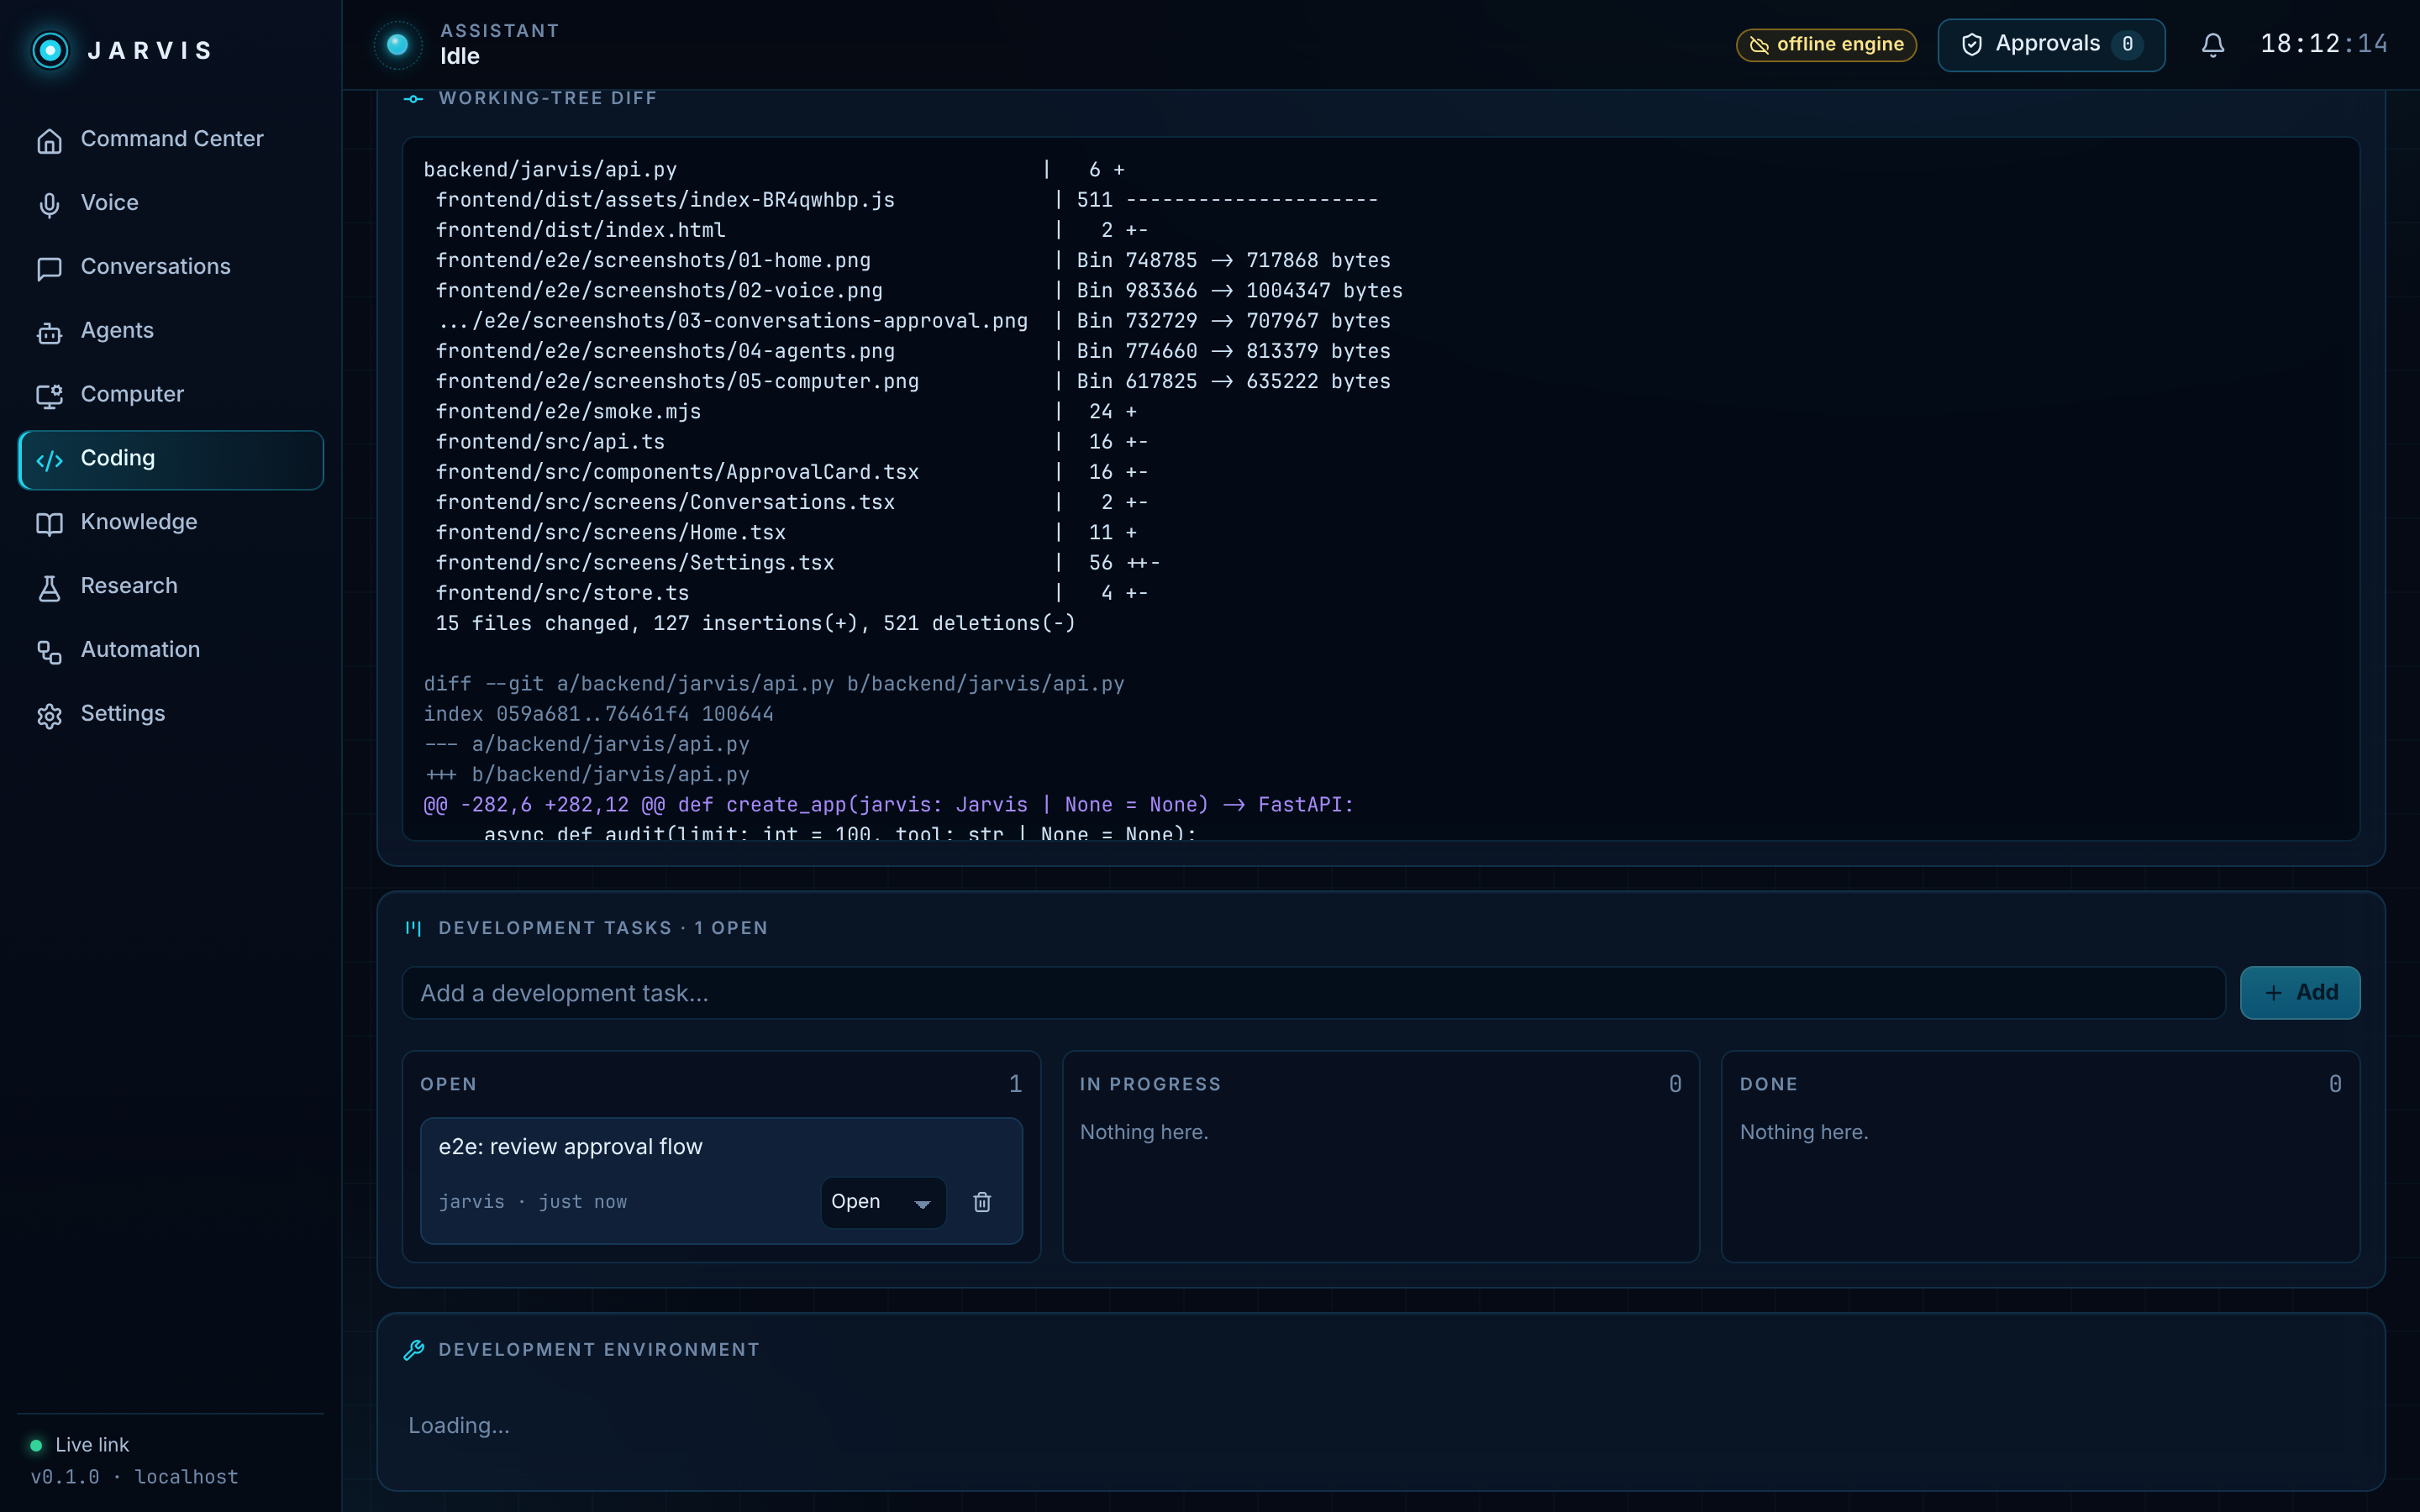 JARVIS
Command Center
Voice
Conversations
Agents
Computer
Coding
Knowledge
Research
Automation
Settings
Live link
v0.1.0 · localhost
ASSISTANT
Idle
offline engine
Approvals 0
18:12:14
WORKING-TREE DIFF
backend/jarvis/api.py | 6 +
frontend/dist/assets/index-BR4qwhbp.js | 511 ---------------------
frontend/dist/index.html | 2 +-
frontend/e2e/screenshots/01-home.png | Bin 748785 -> 717868 bytes
frontend/e2e/screenshots/02-voice.png | Bin 983366 -> 1004347 bytes
.../e2e/screenshots/03-conversations-approval.png | Bin 732729 -> 707967 bytes
frontend/e2e/screenshots/04-agents.png | Bin 774660 -> 813379 bytes
frontend/e2e/screenshots/05-computer.png | Bin 617825 -> 635222 bytes
frontend/e2e/smoke.mjs | 24 +
frontend/src/api.ts | 16 +-
frontend/src/components/ApprovalCard.tsx | 16 +-
frontend/src/screens/Conversations.tsx | 2 +-
frontend/src/screens/Home.tsx | 11 +
frontend/src/screens/Settings.tsx | 56 ++-
frontend/src/store.ts | 4 +-
15 files changed, 127 insertions(+), 521 deletions(-)
diff --git a/backend/jarvis/api.py b/backend/jarvis/api.py
index 059a681..76461f4 100644
--- a/backend/jarvis/api.py
+++ b/backend/jarvis/api.py
@@ -282,6 +282,12 @@ def create_app(jarvis: Jarvis | None = None) -> FastAPI:
async def audit(limit: int = 100, tool: str | None = None):
DEVELOPMENT TASKS · 1 OPEN
Add a development task...
+ Add
OPEN 1
e2e: review approval flow
jarvis · just now
Open
IN PROGRESS 0
Nothing here.
DONE 0
Nothing here.
DEVELOPMENT ENVIRONMENT
Loading...